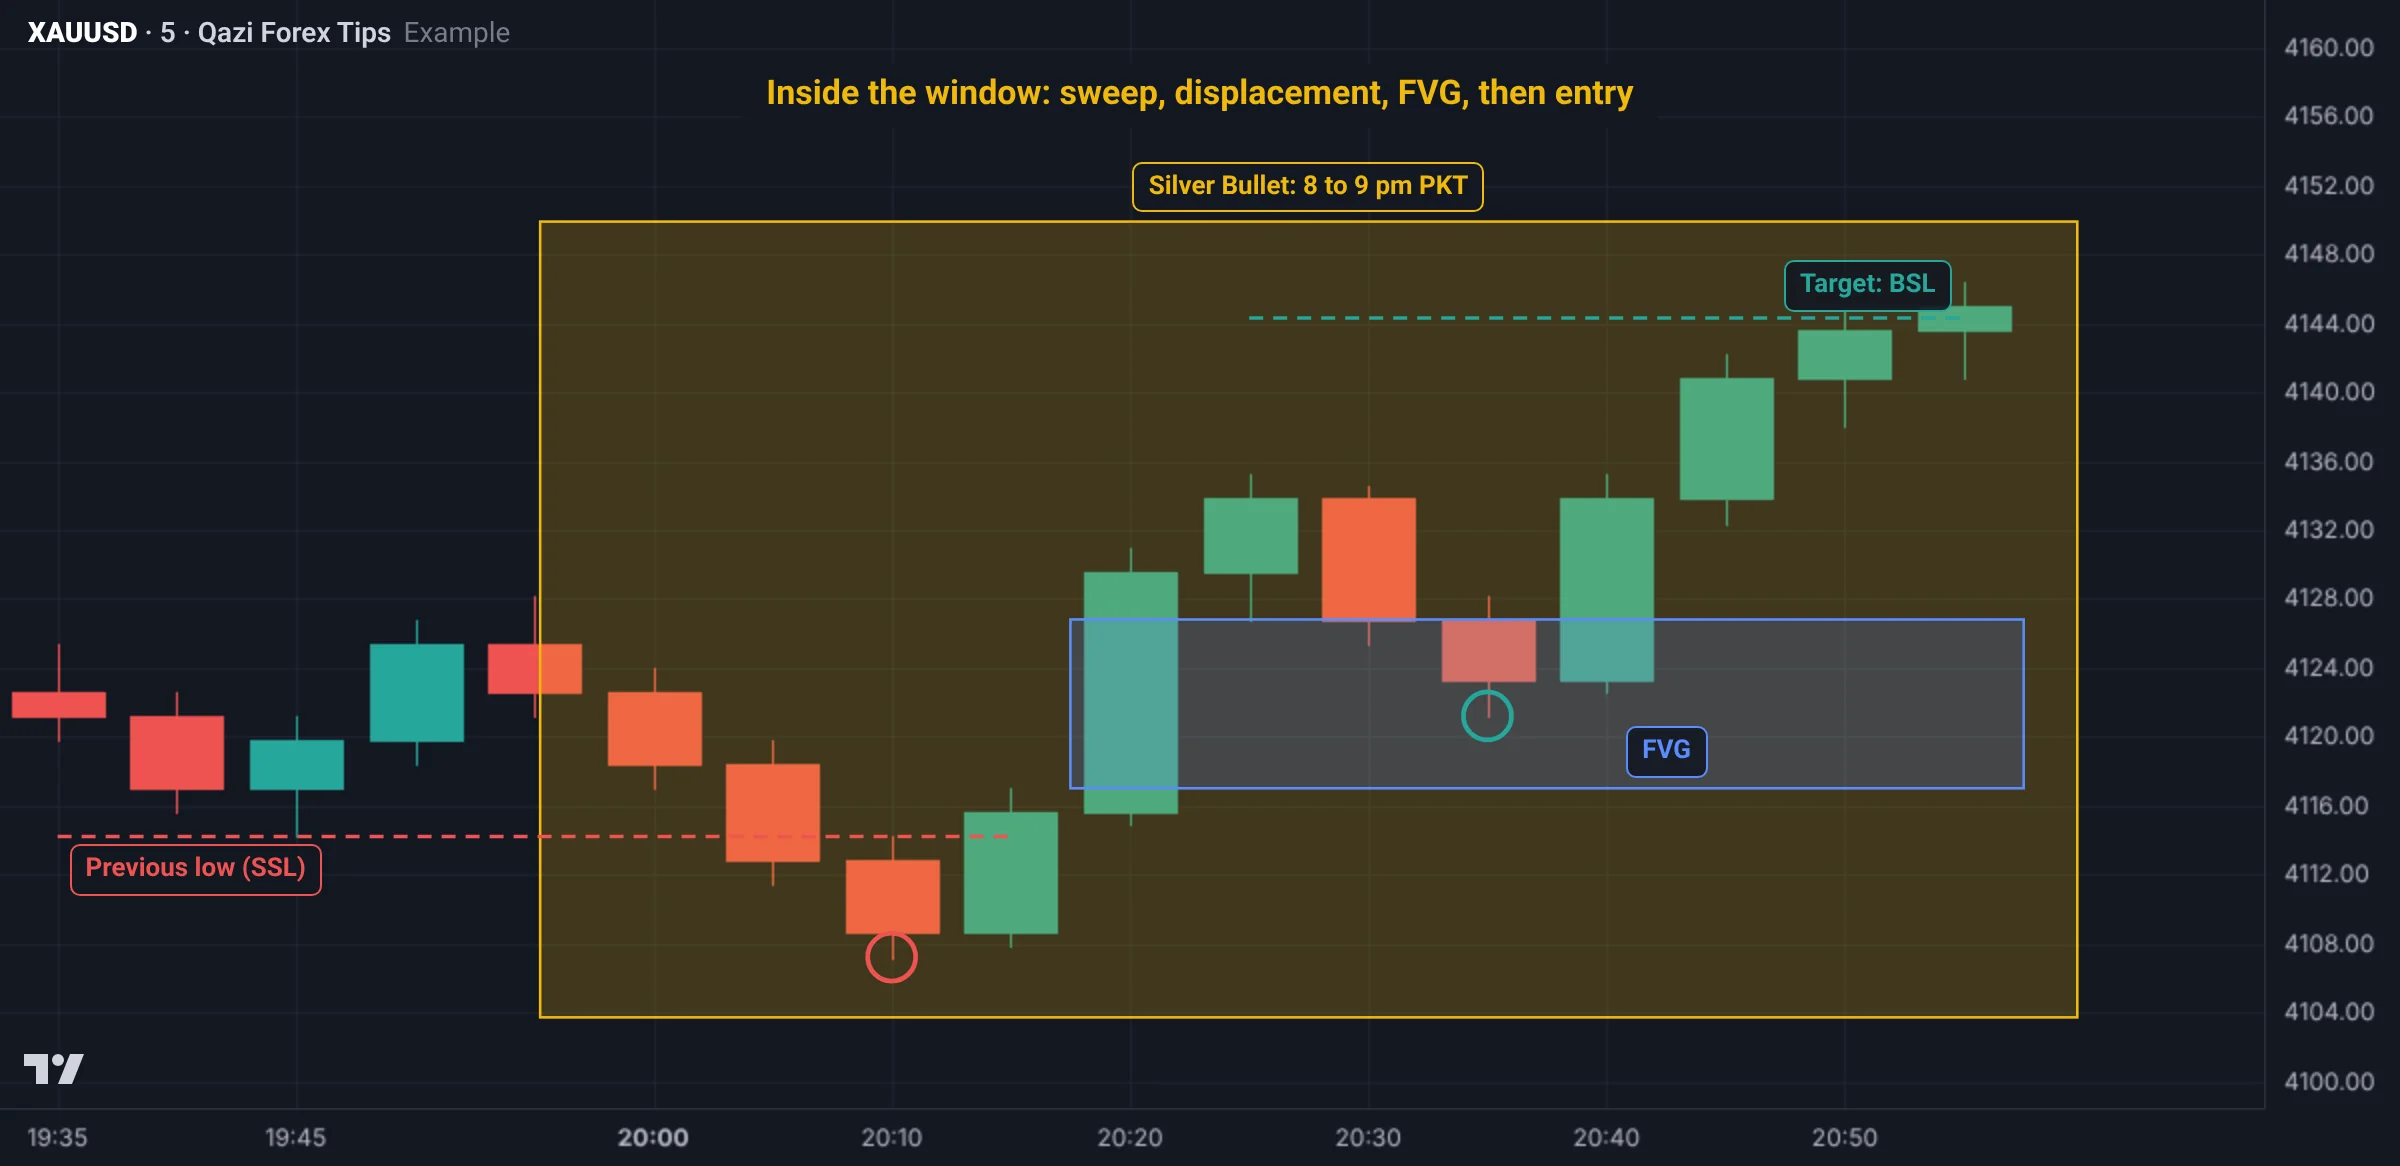 XAUUSD · 5 · Qazi Forex Tips Example
Inside the window: sweep, displacement, FVG, then entry
Silver Bullet: 8 to 9 pm PKT
Target: BSL
FVG
Previous low (SSL)
4160.00
4156.00
4152.00
4148.00
4144.00
4140.00
4136.00
4132.00
4128.00
4124.00
4120.00
4116.00
4112.00
4108.00
4104.00
4100.00
19:35 19:45 20:00 20:10 20:20 20:30 20:40 20:50